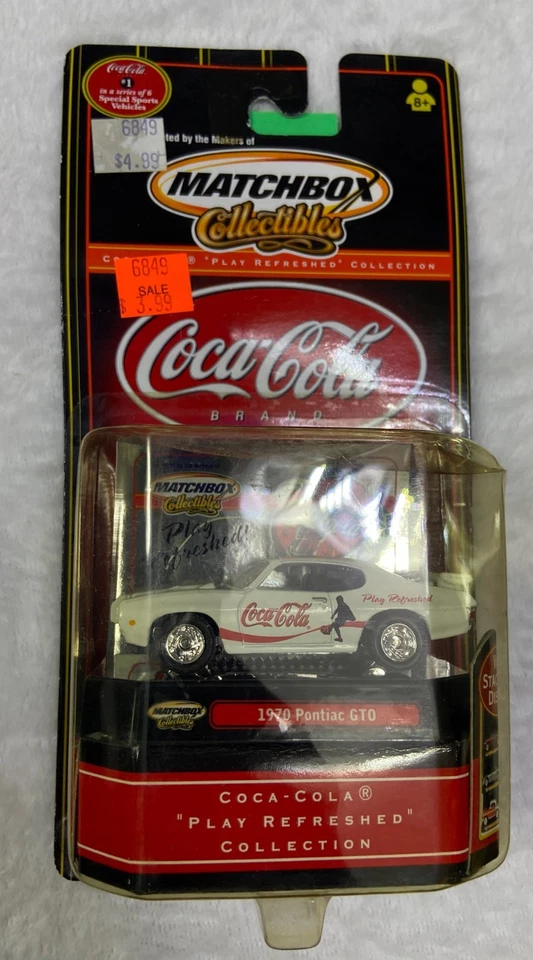 Coca-Cola
#1
in a series of 6
Special Sports
Vehicles
8+
6849
$4.99
ted by the Makers of
MATCHBOX
Collectibles
® "PLAY REFRESHED" COLLECTION
6849
SALE
$3.99
Coca-Cola
BRAND
MATCHBOX
Collectibles
Play
Refreshed!
Coca-Cola
Play Refreshed
MATCHBOX
Collectibles
1970 Pontiac GTO
COCA-COLA®
"PLAY REFRESHED"
COLLECTION